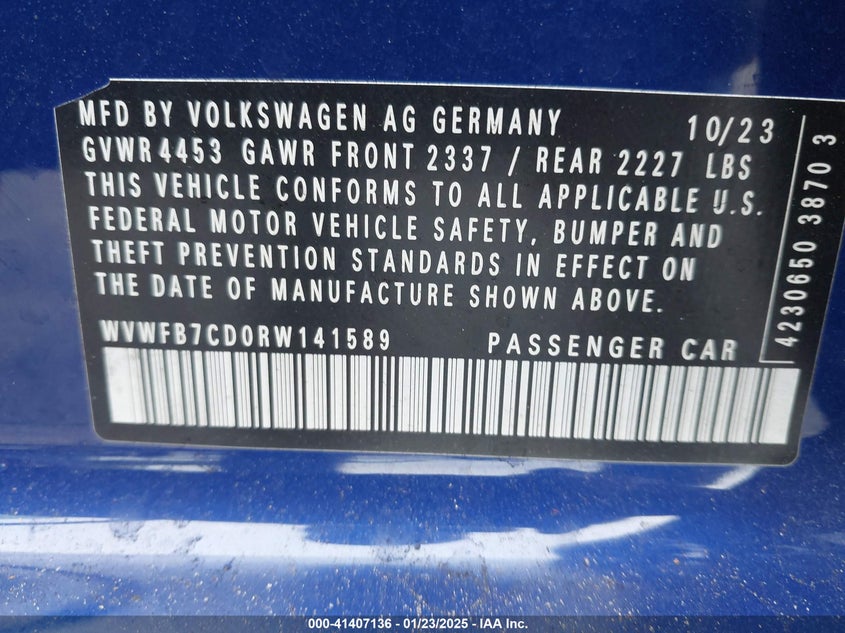 MFD BY VOLKSWAGEN AG GERMANY 10/23
GVWR 4453 GAWR FRONT 2337 / REAR 2227 LBS
THIS VEHICLE CONFORMS TO ALL APPLICABLE U.S.
FEDERAL MOTOR VEHICLE SAFETY, BUMPER AND
THEFT PREVENTION STANDARDS IN EFFECT ON
THE DATE OF MANUFACTURE SHOWN ABOVE.
WVWFB7CD0RW141589 PASSENGER CAR
4230650 3870 3
000-41407136 - 01/23/2025 - IAA Inc.